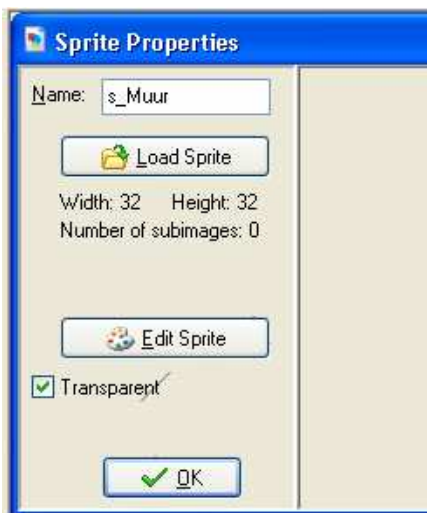 Sprite Properties
Name: s_Muur
Load Sprite
Width: 32 Height: 32
Number of subimages: 0
Edit Sprite
Transparent
OK